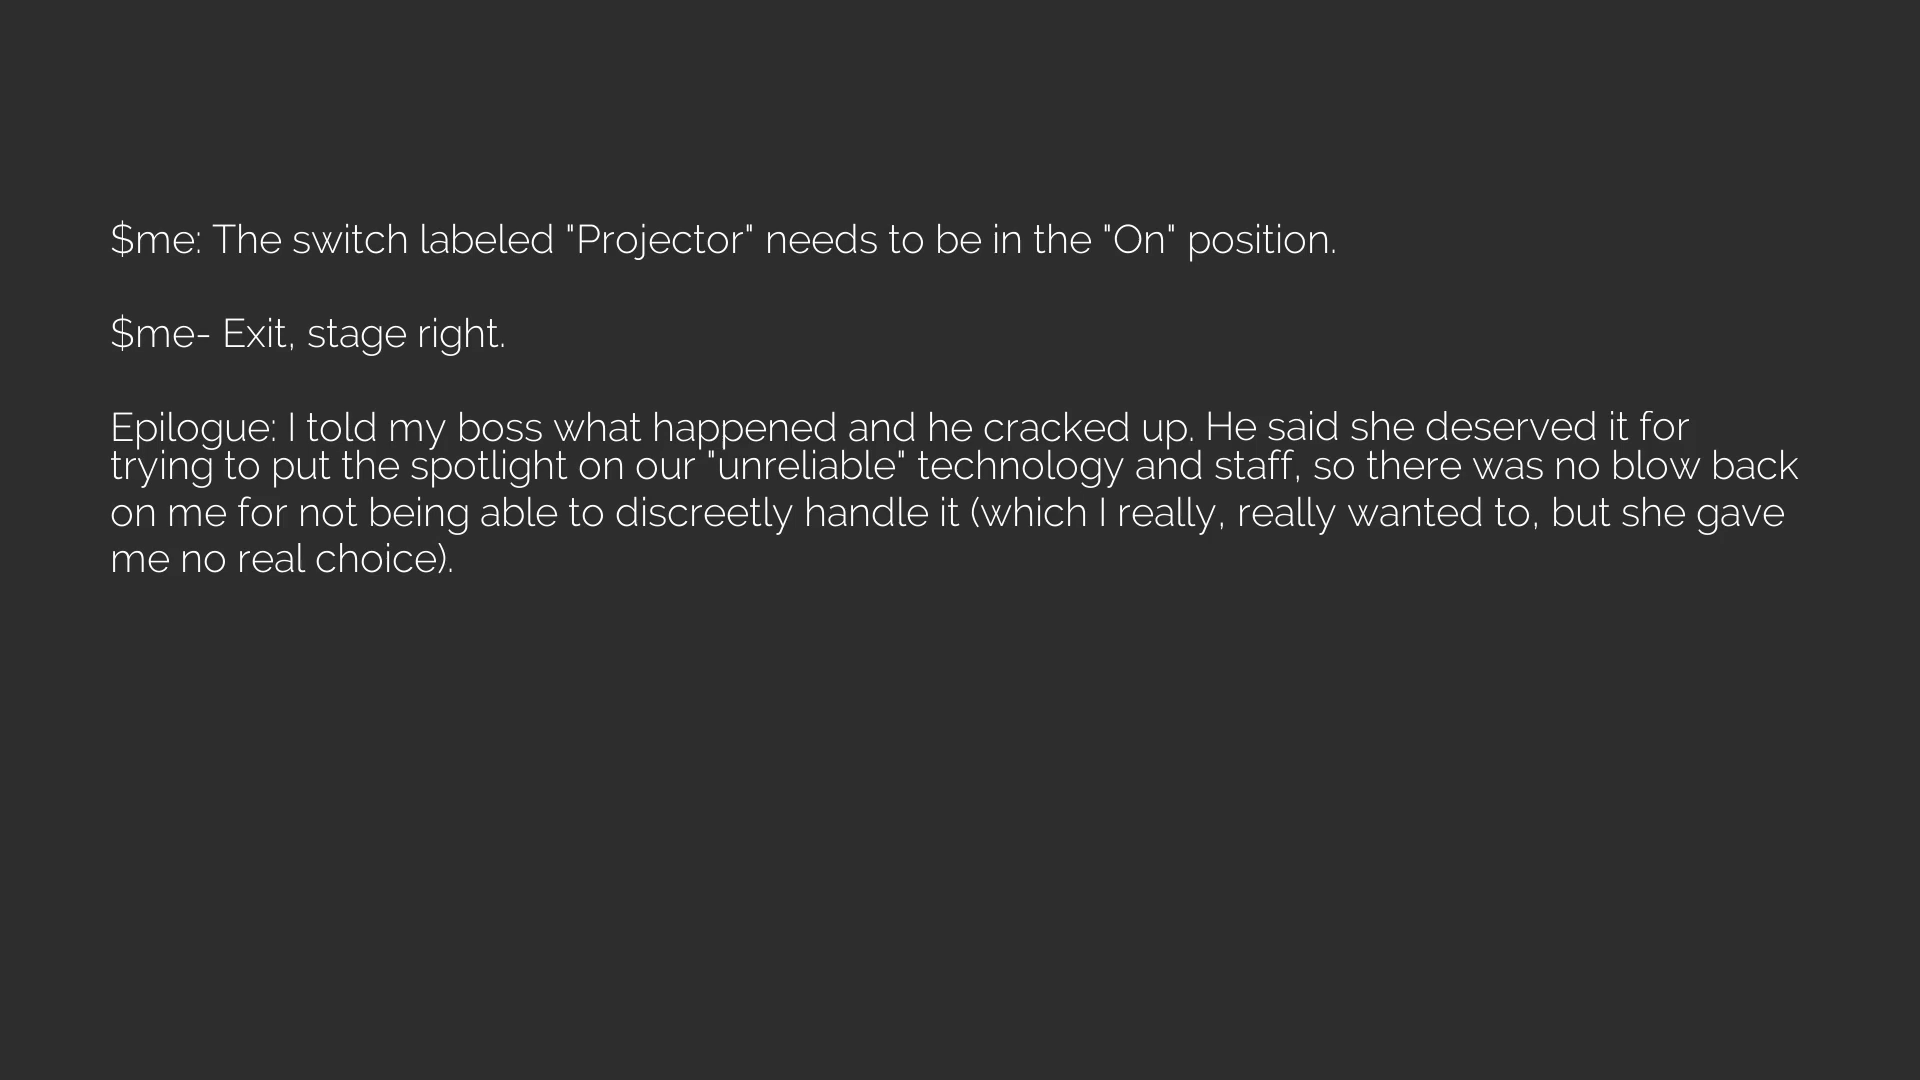 $me: The switch labeled "Projector" needs to be in the "On" position.
$me- Exit, stage right.
Epilogue: I told my boss what happened and he cracked up. He said she deserved it for
trying to put the spotlight on our "unreliable" technology and staff, so there was no blow back
on me for not being able to discreetly handle it (which I really, really wanted to, but she gave
me no real choice).